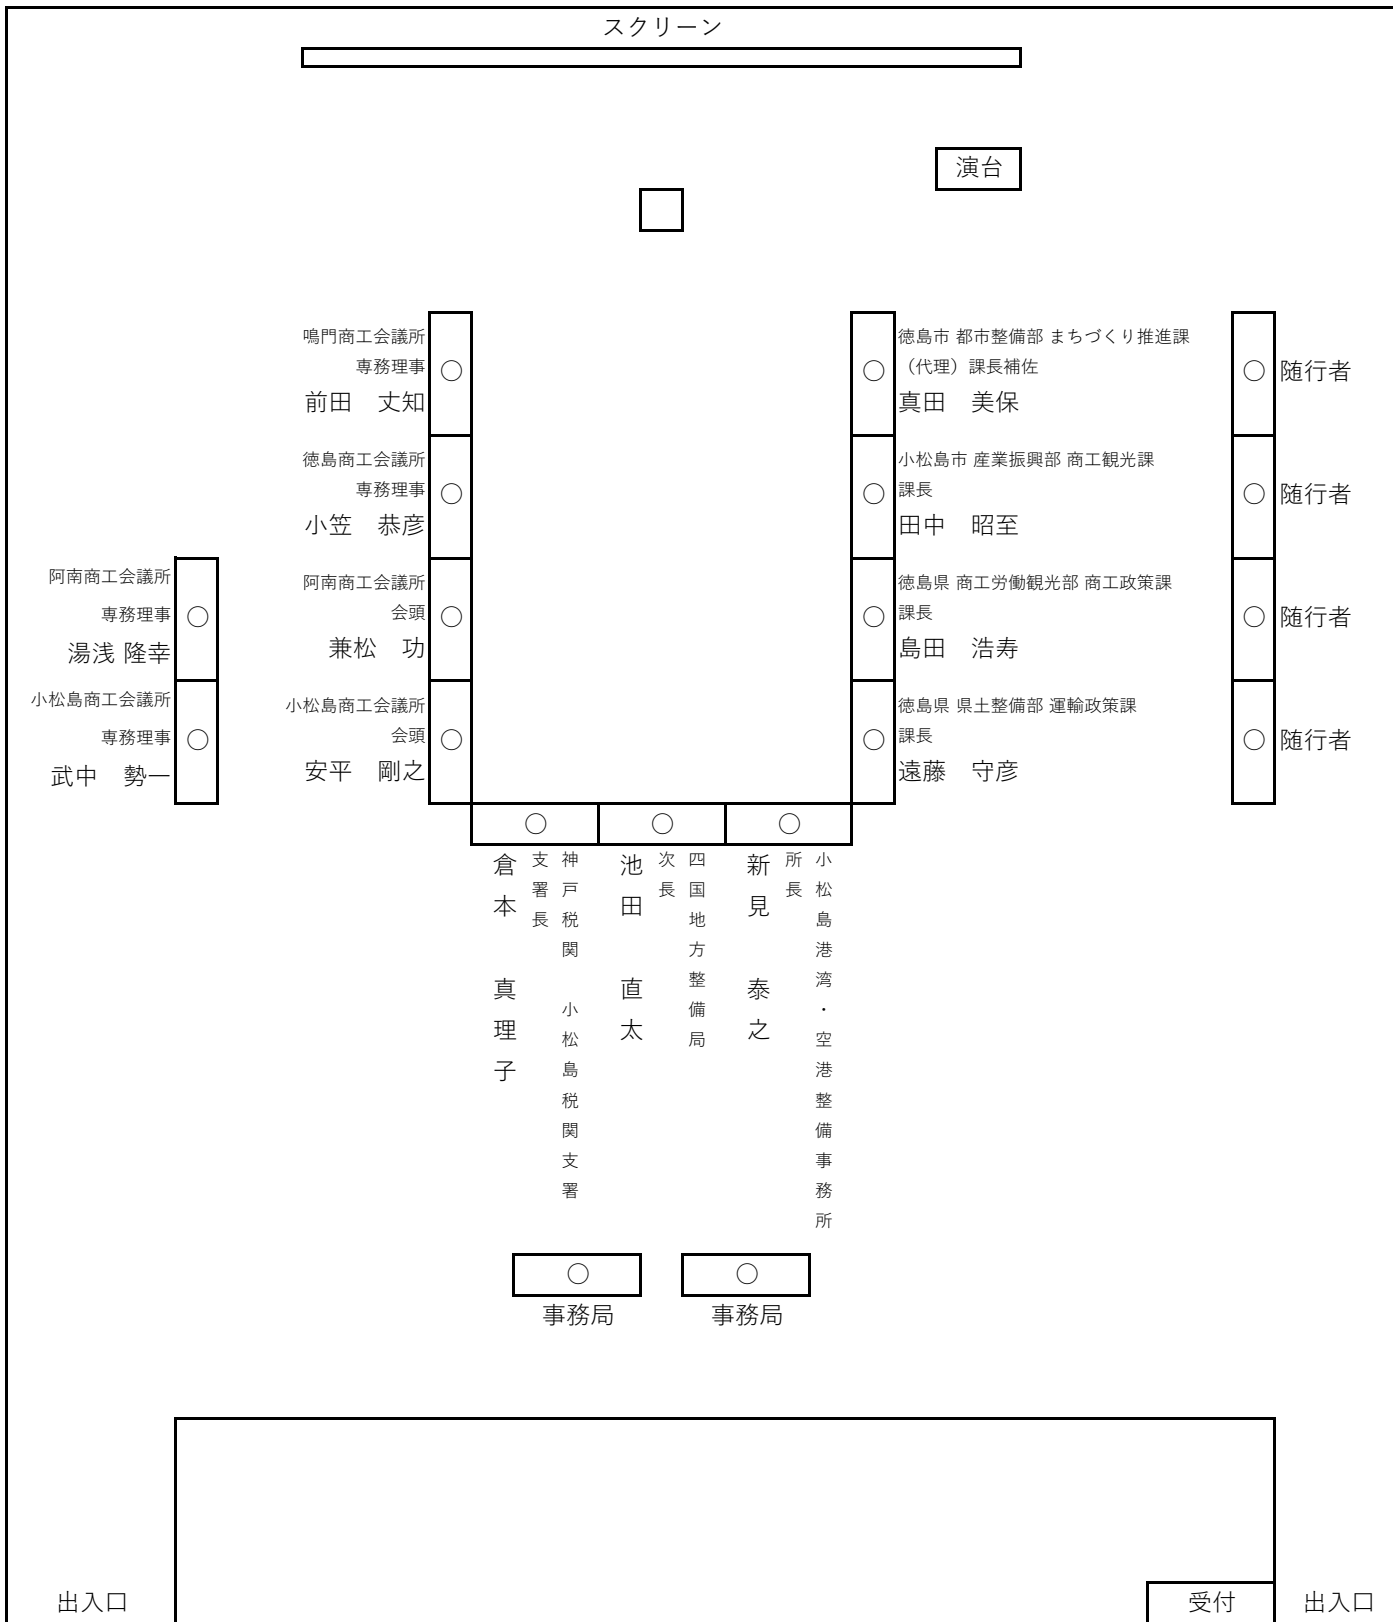 スクリーン
演台
鳴門商工会議所
専務理事
前田　丈知
徳島商工会議所
専務理事
小笠　恭彦
阿南商工会議所
会頭
兼松　功
小松島商工会議所
会頭
安平　剛之
阿南商工会議所
専務理事
湯浅 隆幸
小松島商工会議所
専務理事
武中　勢一
徳島市 都市整備部 まちづくり推進課
（代理）課長補佐
真田　美保
小松島市 産業振興部 商工観光課
課長
田中　昭至
徳島県 商工労働観光部 商工政策課
課長
島田　浩寿
徳島県 県土整備部 運輸政策課
課長
遠藤　守彦
随行者
随行者
随行者
随行者
小松島港湾・空港整備事務所
所長
新見　泰之
四国地方整備局
次長
池田　直太
神戸税関　小松島税関支署
支署長
倉本　真理子
事務局
事務局
出入口
受付
出入口